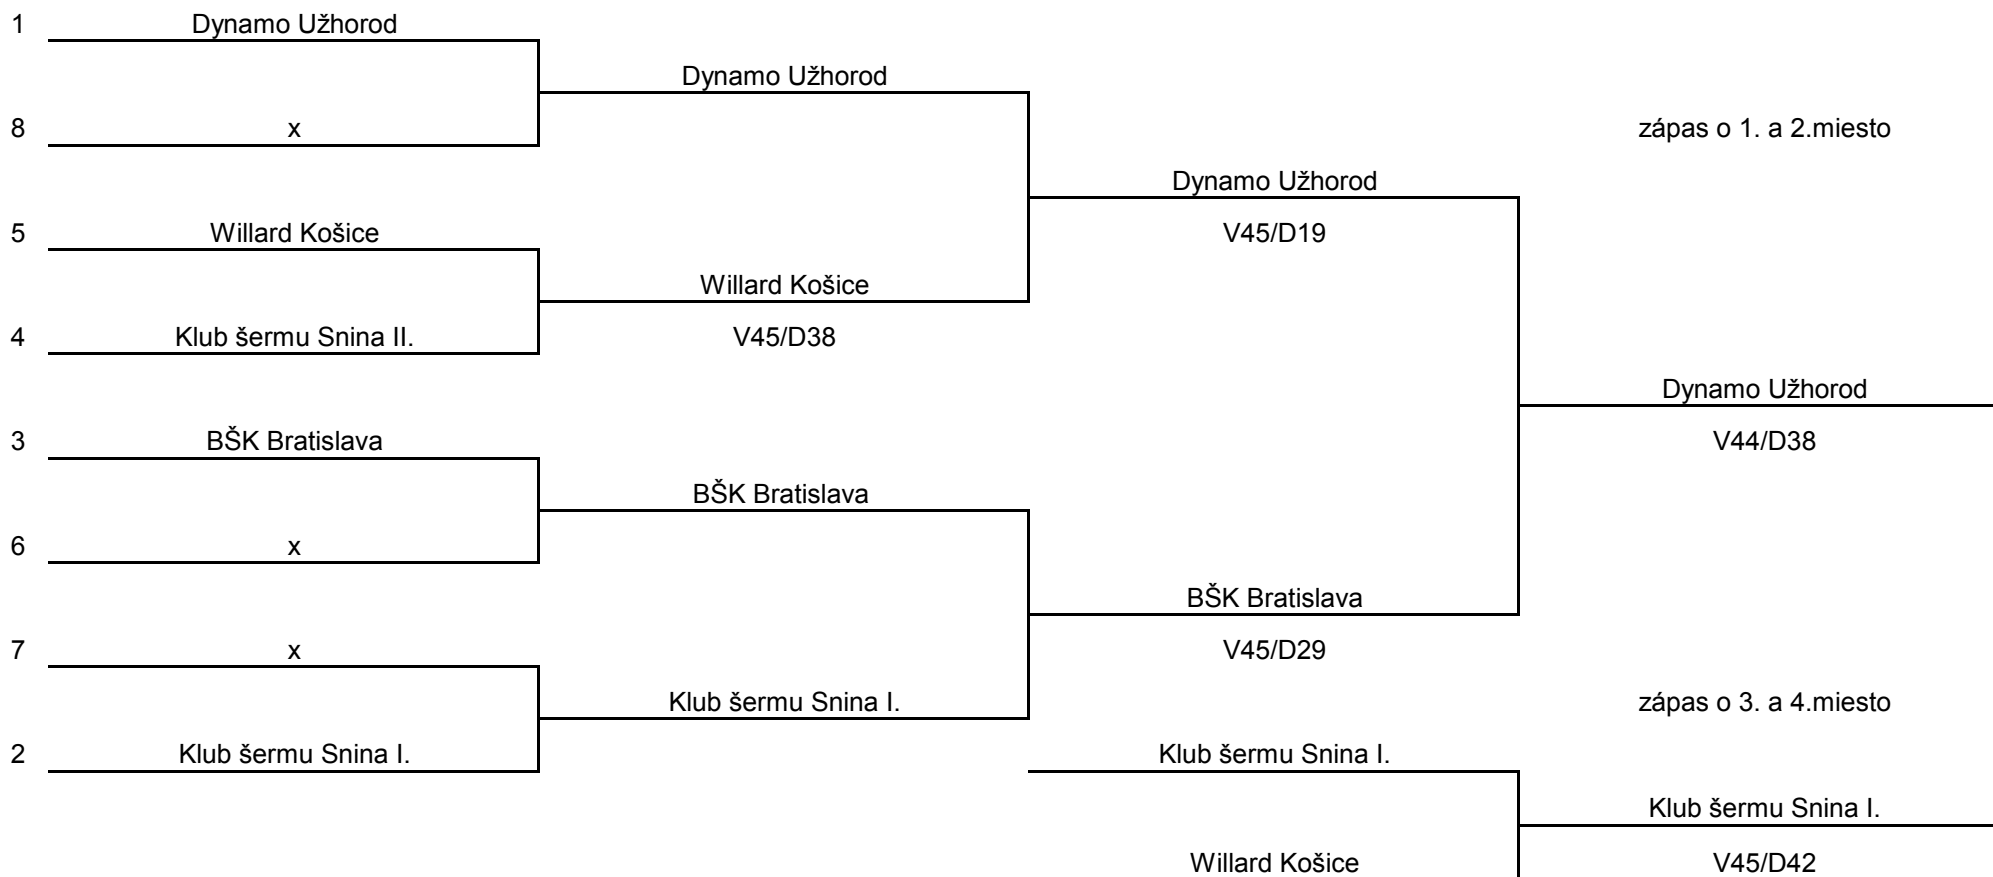 1 Dynamo Užhorod
Dynamo Užhorod
8 x zápas o 1. a 2.miesto
Dynamo Užhorod
5 Willard Košice V45/D19
Willard Košice
4 Klub šermu Snina II. V45/D38
Dynamo Užhorod
3 BŠK Bratislava V44/D38
BŠK Bratislava
6 x
BŠK Bratislava
7 x V45/D29
Klub šermu Snina I. zápas o 3. a 4.miesto
2 Klub šermu Snina I. Klub šermu Snina I.
Klub šermu Snina I.
Willard Košice V45/D42